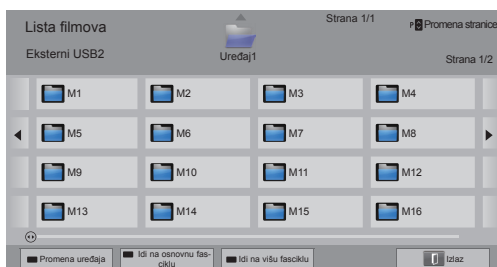 Lista filmova
Strana 1/1
P Promena stranice
Eksterni USB2
Uređaj1
Strana 1/2
M1
M2
M3
M4
M5
M6
M7
M8
M9
M10
M11
M12
M13
M14
M15
M16
Promena uređaja
Idi na osnovnu fas-
ciklu
Idi na višu fasciklu
Izlaz